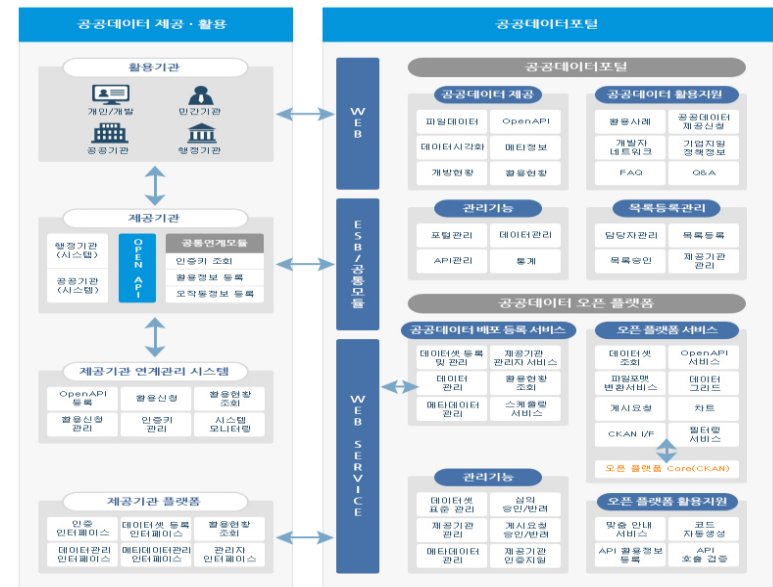 공공데이터 제공 · 활용
활용기관
개인/개발
민간기관
공공기관
행정기관
제공기관
행정기관
(시스템)
공공기관
(시스템)
OPEN API
공통연계모듈
인증키 조회
활용정보 등록
오작동정보 등록
제공기관 연계관리 시스템
OpenAPI
등록
활용신청
활용현황
조회
활용신청
관리
인증키
관리
시스템
모니터링
제공기관 플랫폼
인증
인터페이스
데이터셋 등록
인터페이스
활용현황
조회
데이터관리
인터페이스
메타데이터관리
인터페이스
관리자
인터페이스
공공데이터포털
WEB
ESB/공통모듈
WEB SERVICE
공공데이터포털
공공데이터 제공
파일데이터
OpenAPI
데이터시각화
메타정보
개발현황
활용현황
공공데이터 활용지원
활용사례
공공데이터
제공신청
개발자
네트워크
기업지원
정책정보
FAQ
Q&A
관리기능
포털관리
데이터관리
API관리
통계
목록등록관리
담당자관리
목록등록
목록승인
제공기관
관리
공공데이터 오픈 플랫폼
공공데이터 배포 등록 서비스
데이터셋 등록
및 관리
제공기관
관리자 서비스
데이터
관리
활용현황
조회
메타데이터
관리
스케쥴링
서비스
오픈 플랫폼 서비스
데이터셋
조회
OpenAPI
서비스
파일포맷
변환서비스
데이터
그리드
게시요청
차트
CKAN I/F
필터링
서비스
오픈 플랫폼 Core(CKAN)
관리기능
데이터셋
표준 관리
심의
승인/반려
제공기관
관리
게시요청
승인/반려
메타데이터
관리
제공기관
인증지원
오픈 플랫폼 활용지원
맞춤 안내
서비스
코드
자동생성
API 활용정보
등록
API
호출 검증